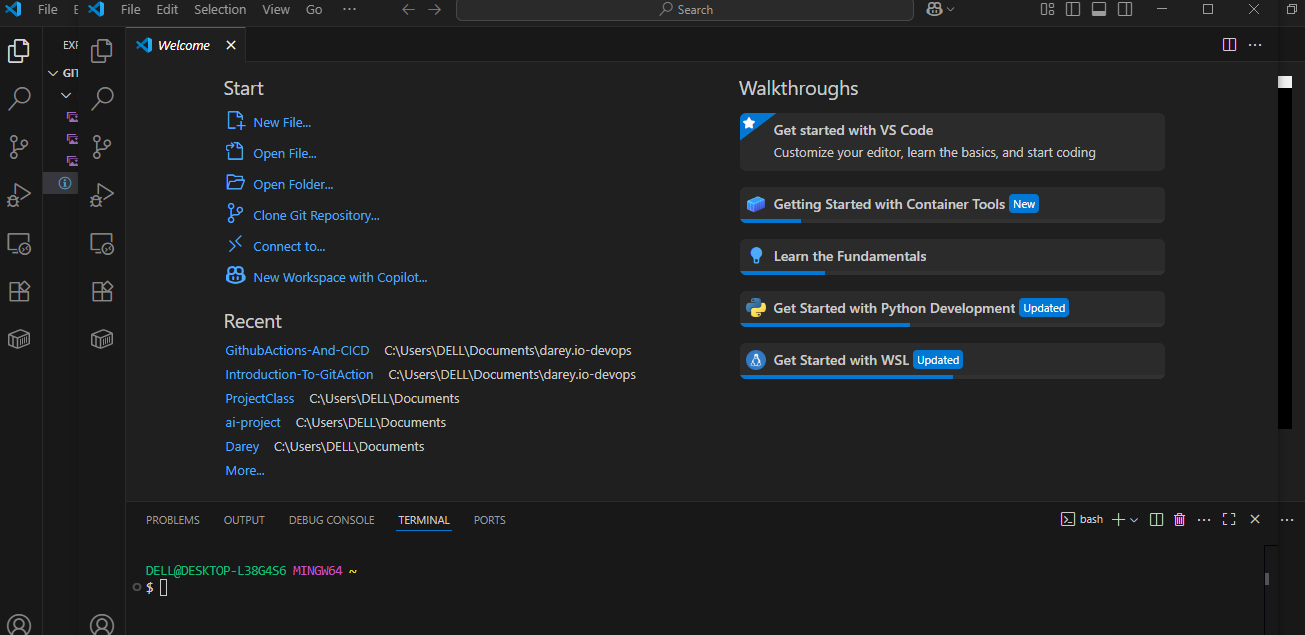 File E File Edit Selection View Go ··· Search
EXF
GIT
Welcome
Start
New File...
Open File...
Open Folder...
Clone Git Repository...
Connect to...
New Workspace with Copilot...
Recent
GithubActions-And-CICD C:\Users\DELL\Documents\darey.io-devops
Introduction-To-GitAction C:\Users\DELL\Documents\darey.io-devops
ProjectClass C:\Users\DELL\Documents
ai-project C:\Users\DELL\Documents
Darey C:\Users\DELL\Documents
More...
Walkthroughs
Get started with VS Code
Customize your editor, learn the basics, and start coding
Getting Started with Container Tools New
Learn the Fundamentals
Get Started with Python Development Updated
Get Started with WSL Updated
PROBLEMS OUTPUT DEBUG CONSOLE TERMINAL PORTS bash
DELL@DESKTOP-L38G4S6 MINGW64 ~
$